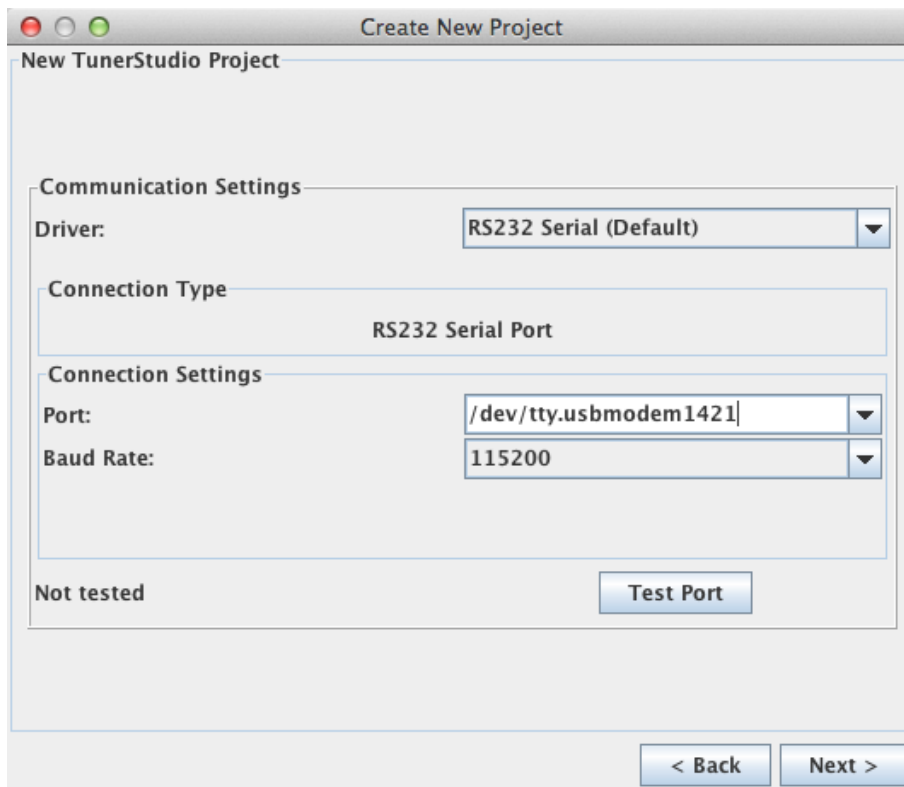 Create New Project
New TunerStudio Project
Communication Settings
Driver: RS232 Serial (Default)
Connection Type
RS232 Serial Port
Connection Settings
Port: /dev/tty.usbmodem1421
Baud Rate: 115200
Not tested Test Port
< Back Next >